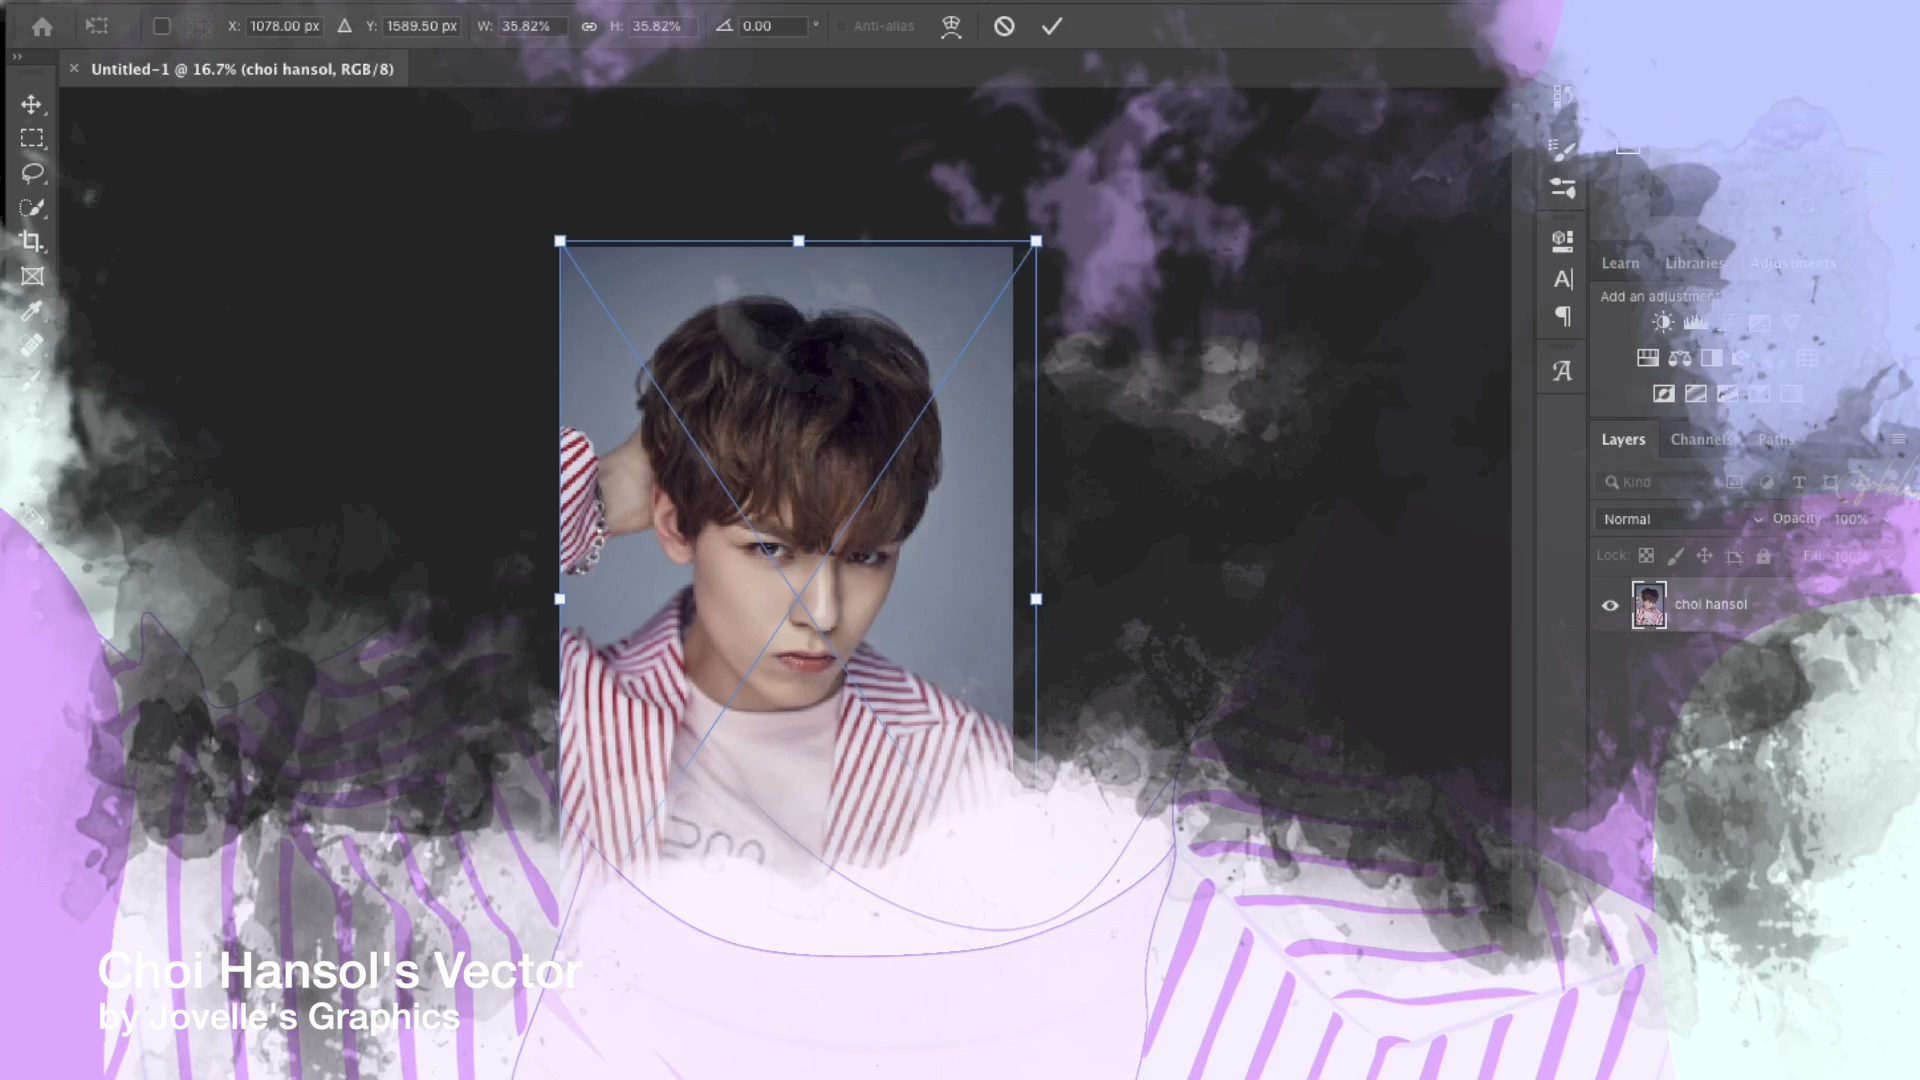 X: 1078.00 px
Y: 1589.50 px
W: 35.82%
H: 35.82%
0.00 °
Anti-alias
× Untitled-1 @ 16.7% (choi hansol, RGB/8)
Learn Libraries Adjustments
Add an adjustment
Layers Channels Paths
Kind
Normal Opacity: 100%
Lock: Fill: 100%
choi hansol
Choi Hansol's Vector
by Jovelle's Graphics